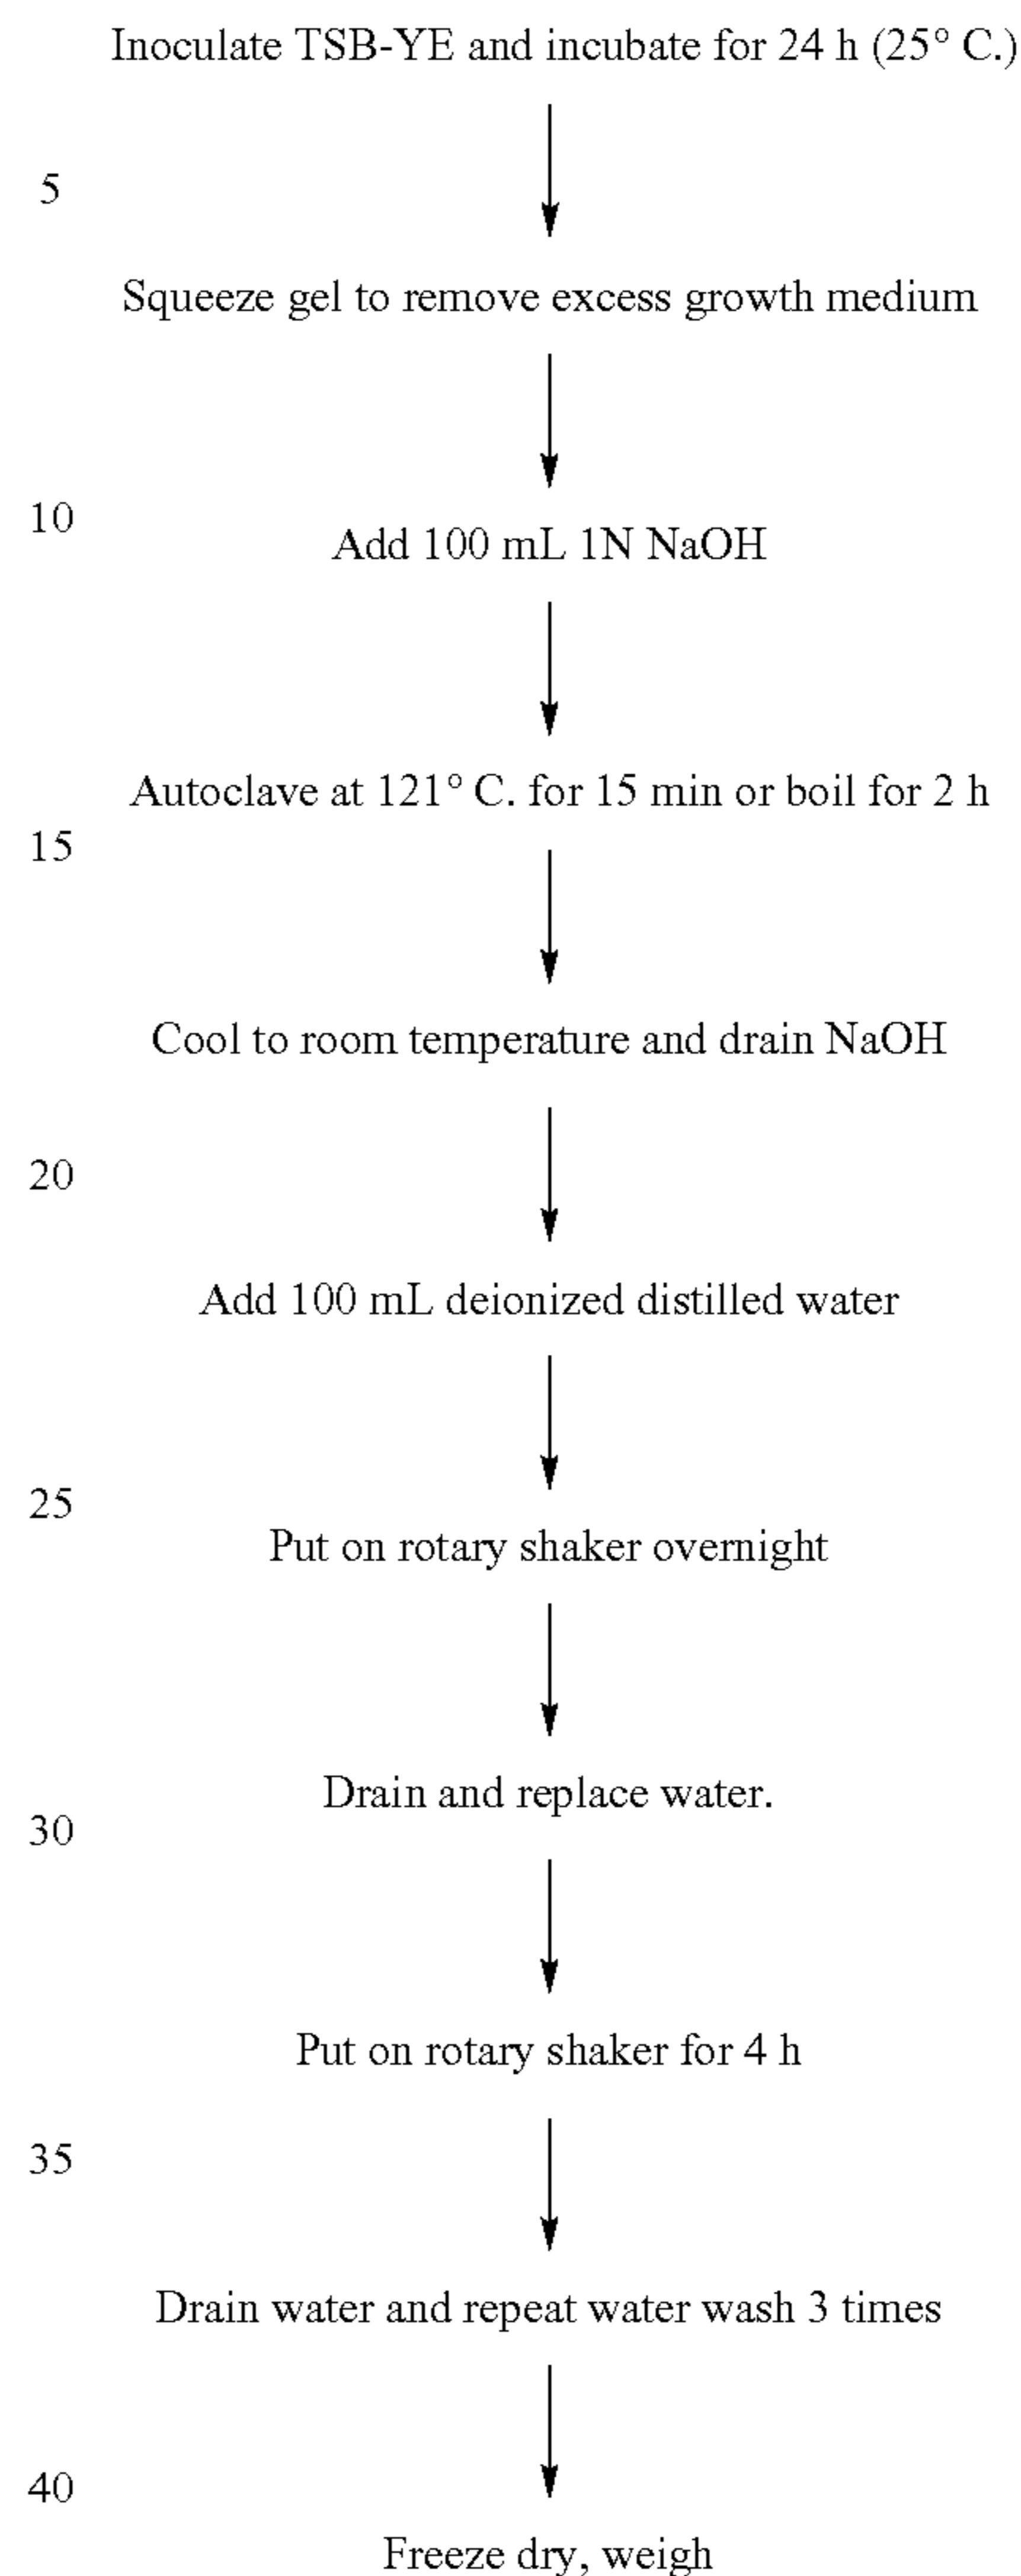 Inoculate TSB-YE and incubate for 24 h (25° C.)
5
Squeeze gel to remove excess growth medium
10
Add 100 mL 1N NaOH
Autoclave at 121° C. for 15 min or boil for 2 h
15
Cool to room temperature and drain NaOH
20
Add 100 mL deionized distilled water
25
Put on rotary shaker overnight
Drain and replace water.
30
Put on rotary shaker for 4 h
35
Drain water and repeat water wash 3 times
40
Freeze dry, weigh